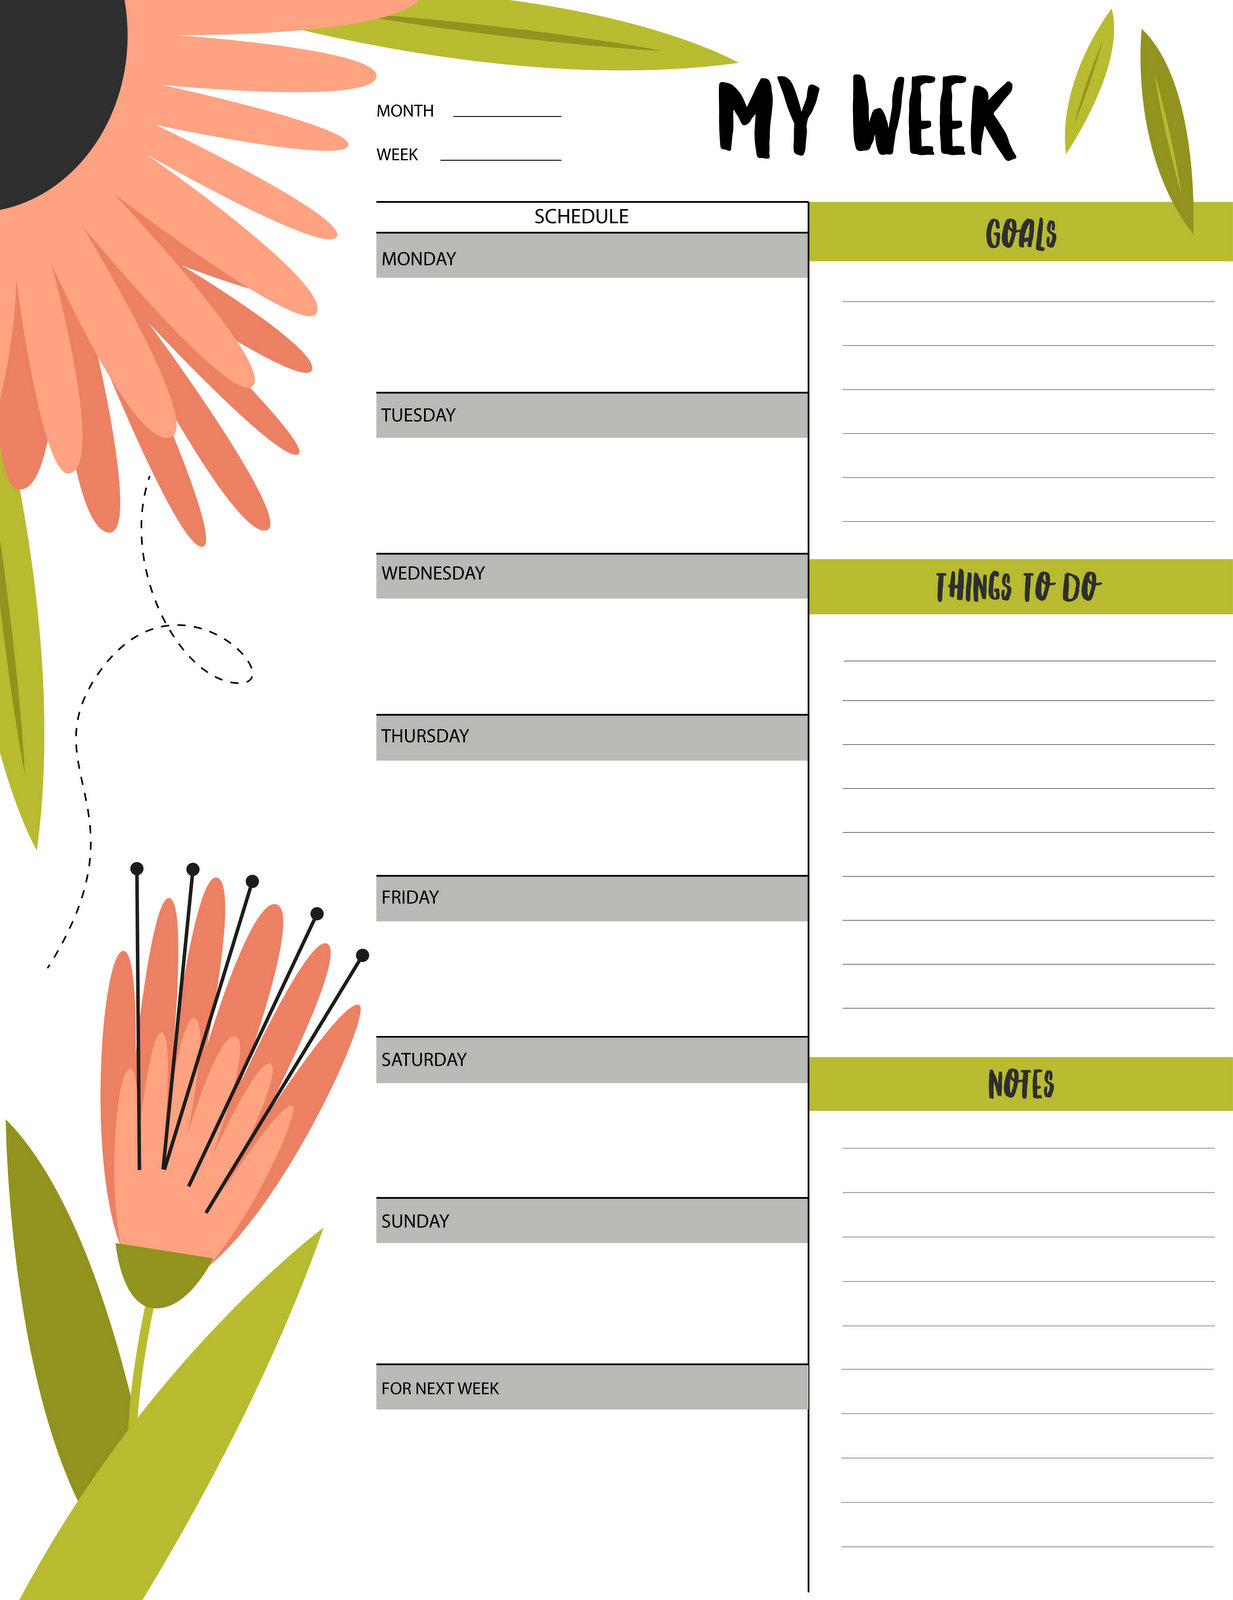 MY WEEK
MONTH
WEEK
SCHEDULE
MONDAY
TUESDAY
WEDNESDAY
THURSDAY
FRIDAY
SATURDAY
SUNDAY
FOR NEXT WEEK
GOALS
THINGS TO DO
NOTES